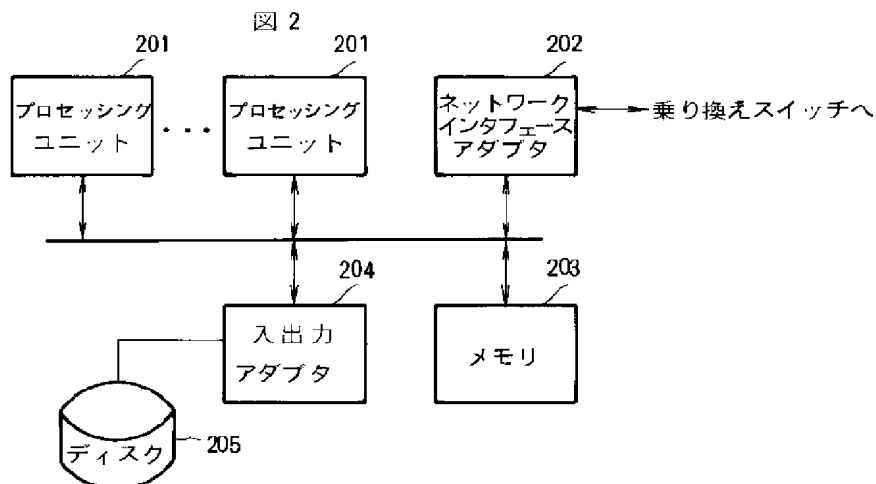 図 2
201
201
202
プロセッシング
ユニット
・・・
プロセッシング
ユニット
ネットワーク
インタフェース
アダプタ
乗り換えスイッチへ
204
203
入出力
アダプタ
メモリ
ディスク
205